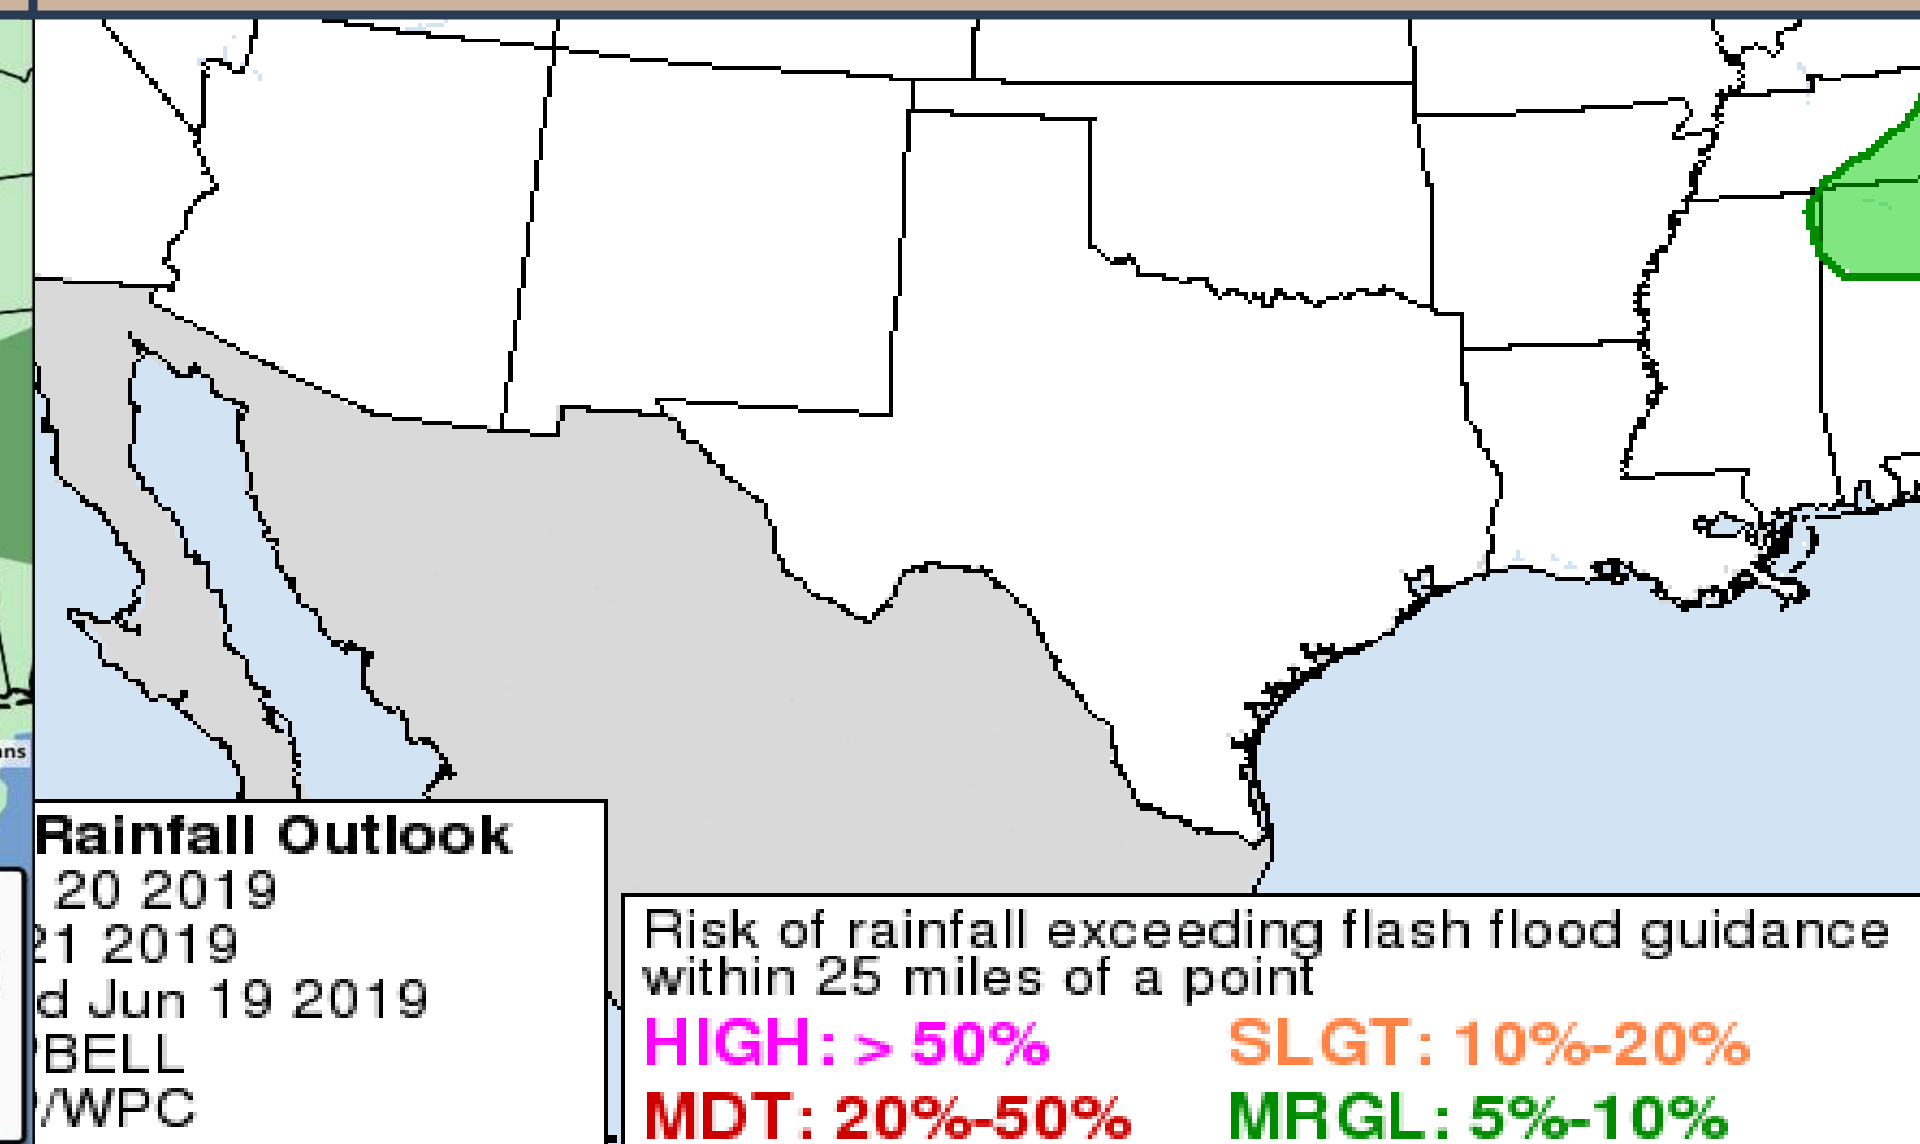 Rainfall Outlook
20 2019
21 2019
d Jun 19 2019
BELL
/WPC
Risk of rainfall exceeding flash flood guidance
within 25 miles of a point
HIGH: > 50%
SLGT: 10%-20%
MDT: 20%-50%
MRGL: 5%-10%
ns